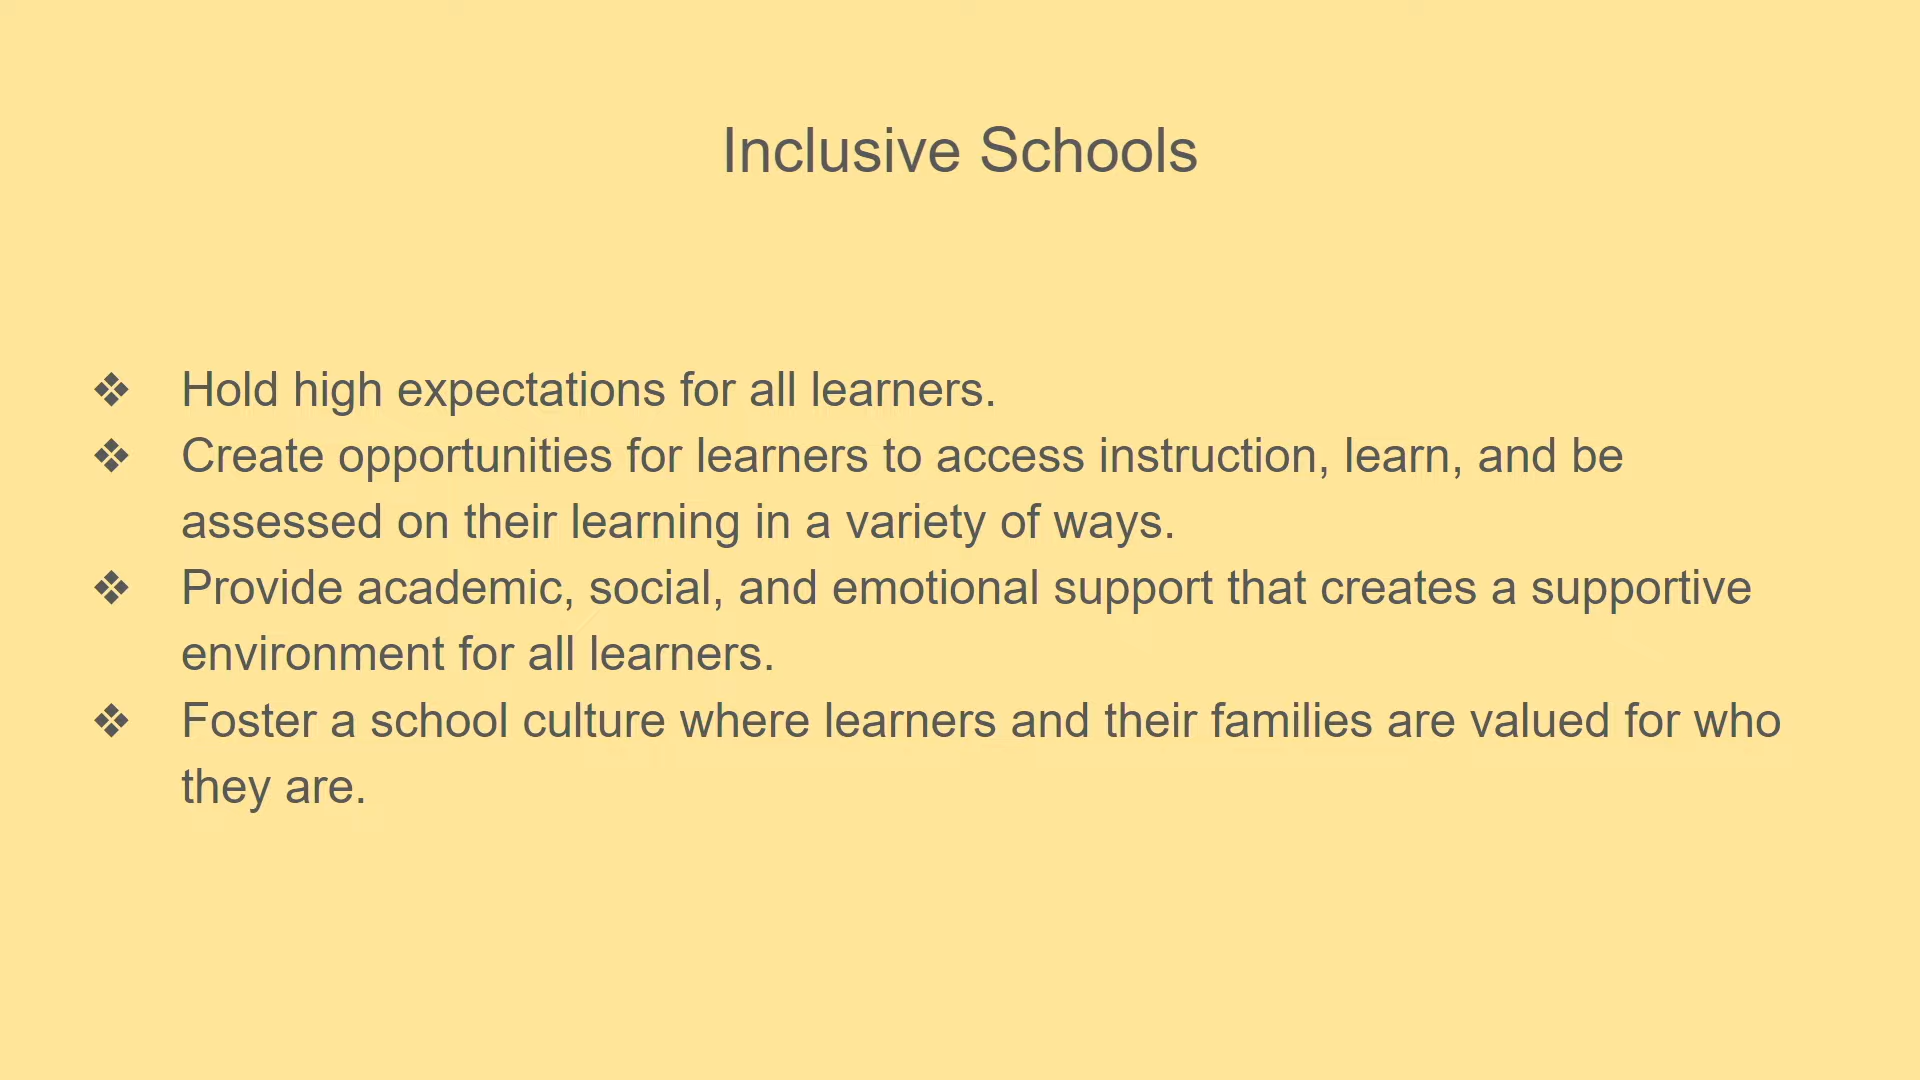 Inclusive Schools
❖ Hold high expectations for all learners.
❖ Create opportunities for learners to access instruction, learn, and be
assessed on their learning in a variety of ways.
❖ Provide academic, social, and emotional support that creates a supportive
environment for all learners.
❖ Foster a school culture where learners and their families are valued for who
they are.